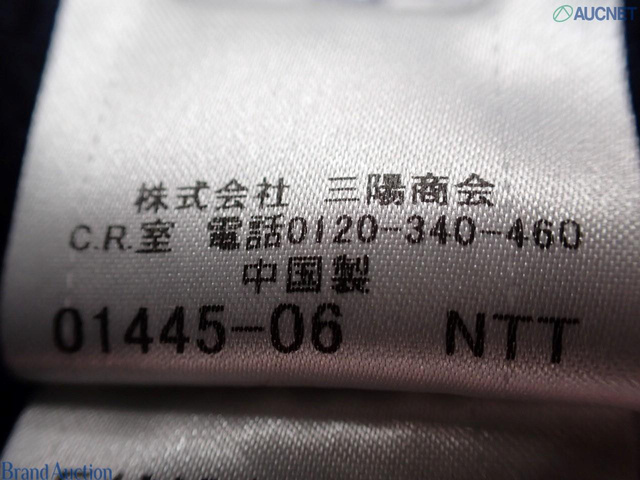 AUCNET
株式会社 三陽商会
C.R.室 電話0120-340-460
中国製
01445-06 NTT
Brand Auction